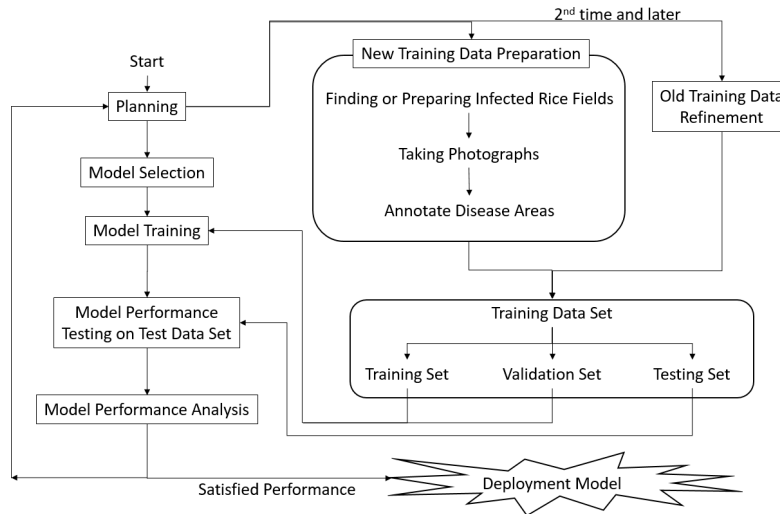 2nd time and later
Start
New Training Data Preparation
Planning
Finding or Preparing Infected Rice Fields
Old Training Data
Refinement
Taking Photographs
Model Selection
Annotate Disease Areas
Model Training
Model Performance
Testing on Test Data Set
Training Data Set
Training Set
Validation Set
Testing Set
Model Performance Analysis
Satisfied Performance
Deployment Model